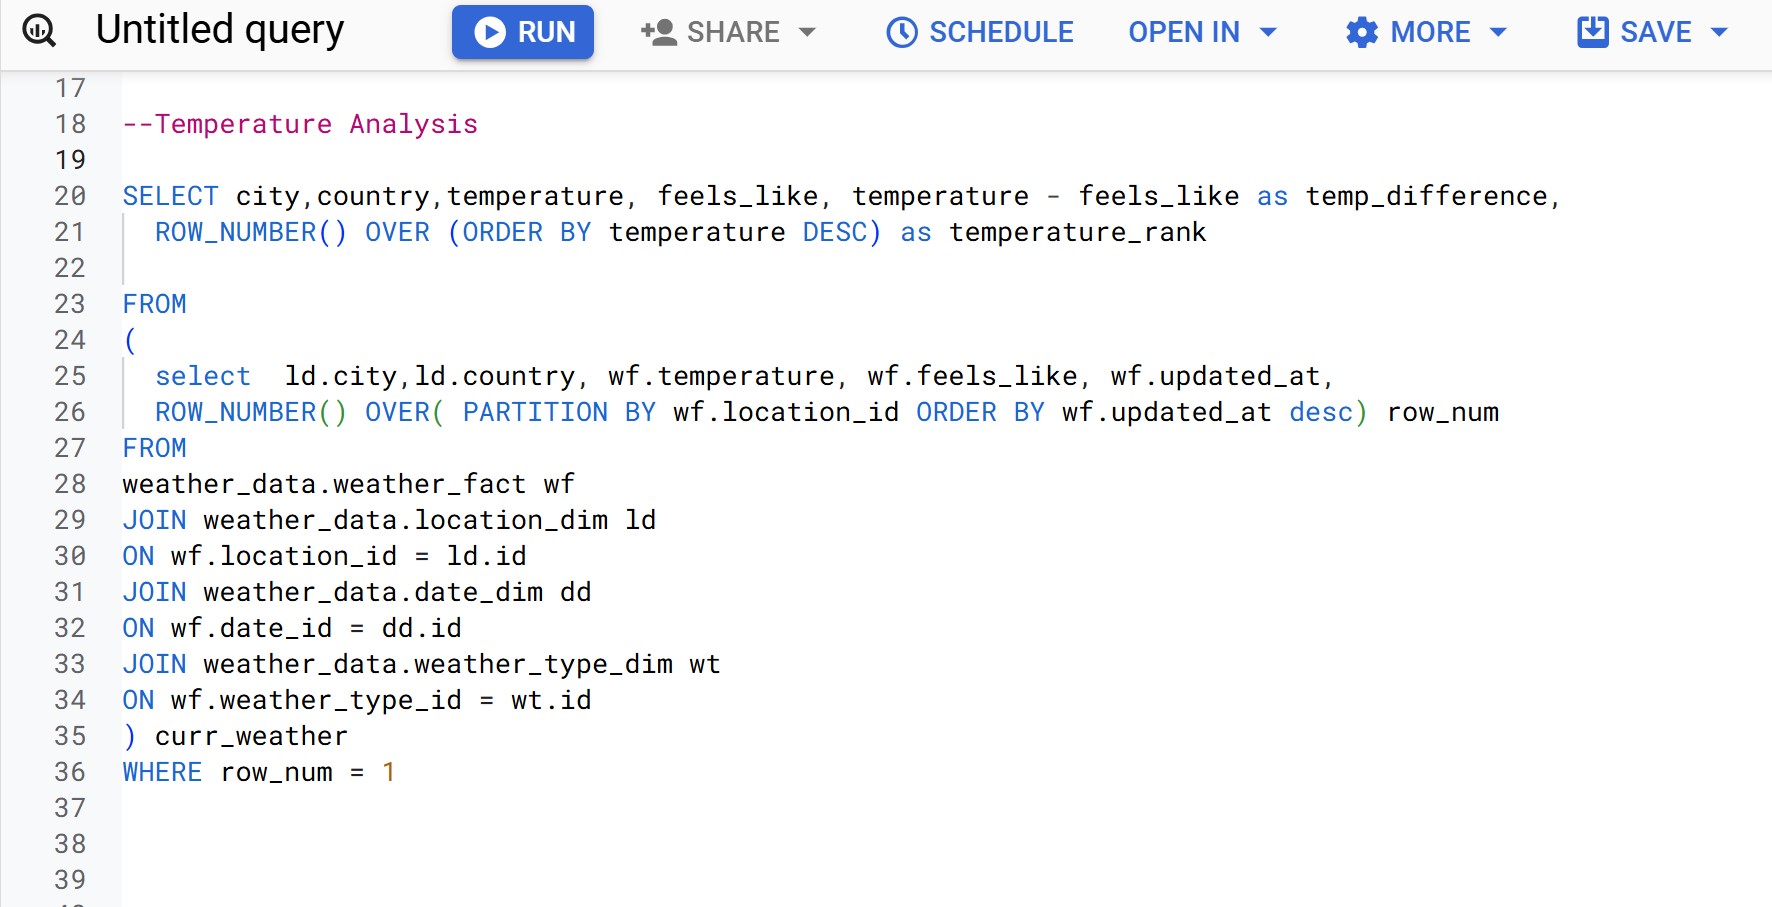 Untitled query RUN SHARE SCHEDULE OPEN IN MORE SAVE
17
18 --Temperature Analysis
19
20 SELECT city,country,temperature, feels_like, temperature - feels_like as temp_difference,
21 ROW_NUMBER() OVER (ORDER BY temperature DESC) as temperature_rank
22
23 FROM
24 (
25 select  ld.city,ld.country, wf.temperature, wf.feels_like, wf.updated_at,
26 ROW_NUMBER() OVER( PARTITION BY wf.location_id ORDER BY wf.updated_at desc) row_num
27 FROM
28 weather_data.weather_fact wf
29 JOIN weather_data.location_dim ld
30 ON wf.location_id = ld.id
31 JOIN weather_data.date_dim dd
32 ON wf.date_id = dd.id
33 JOIN weather_data.weather_type_dim wt
34 ON wf.weather_type_id = wt.id
35 ) curr_weather
36 WHERE row_num = 1
37
38
39